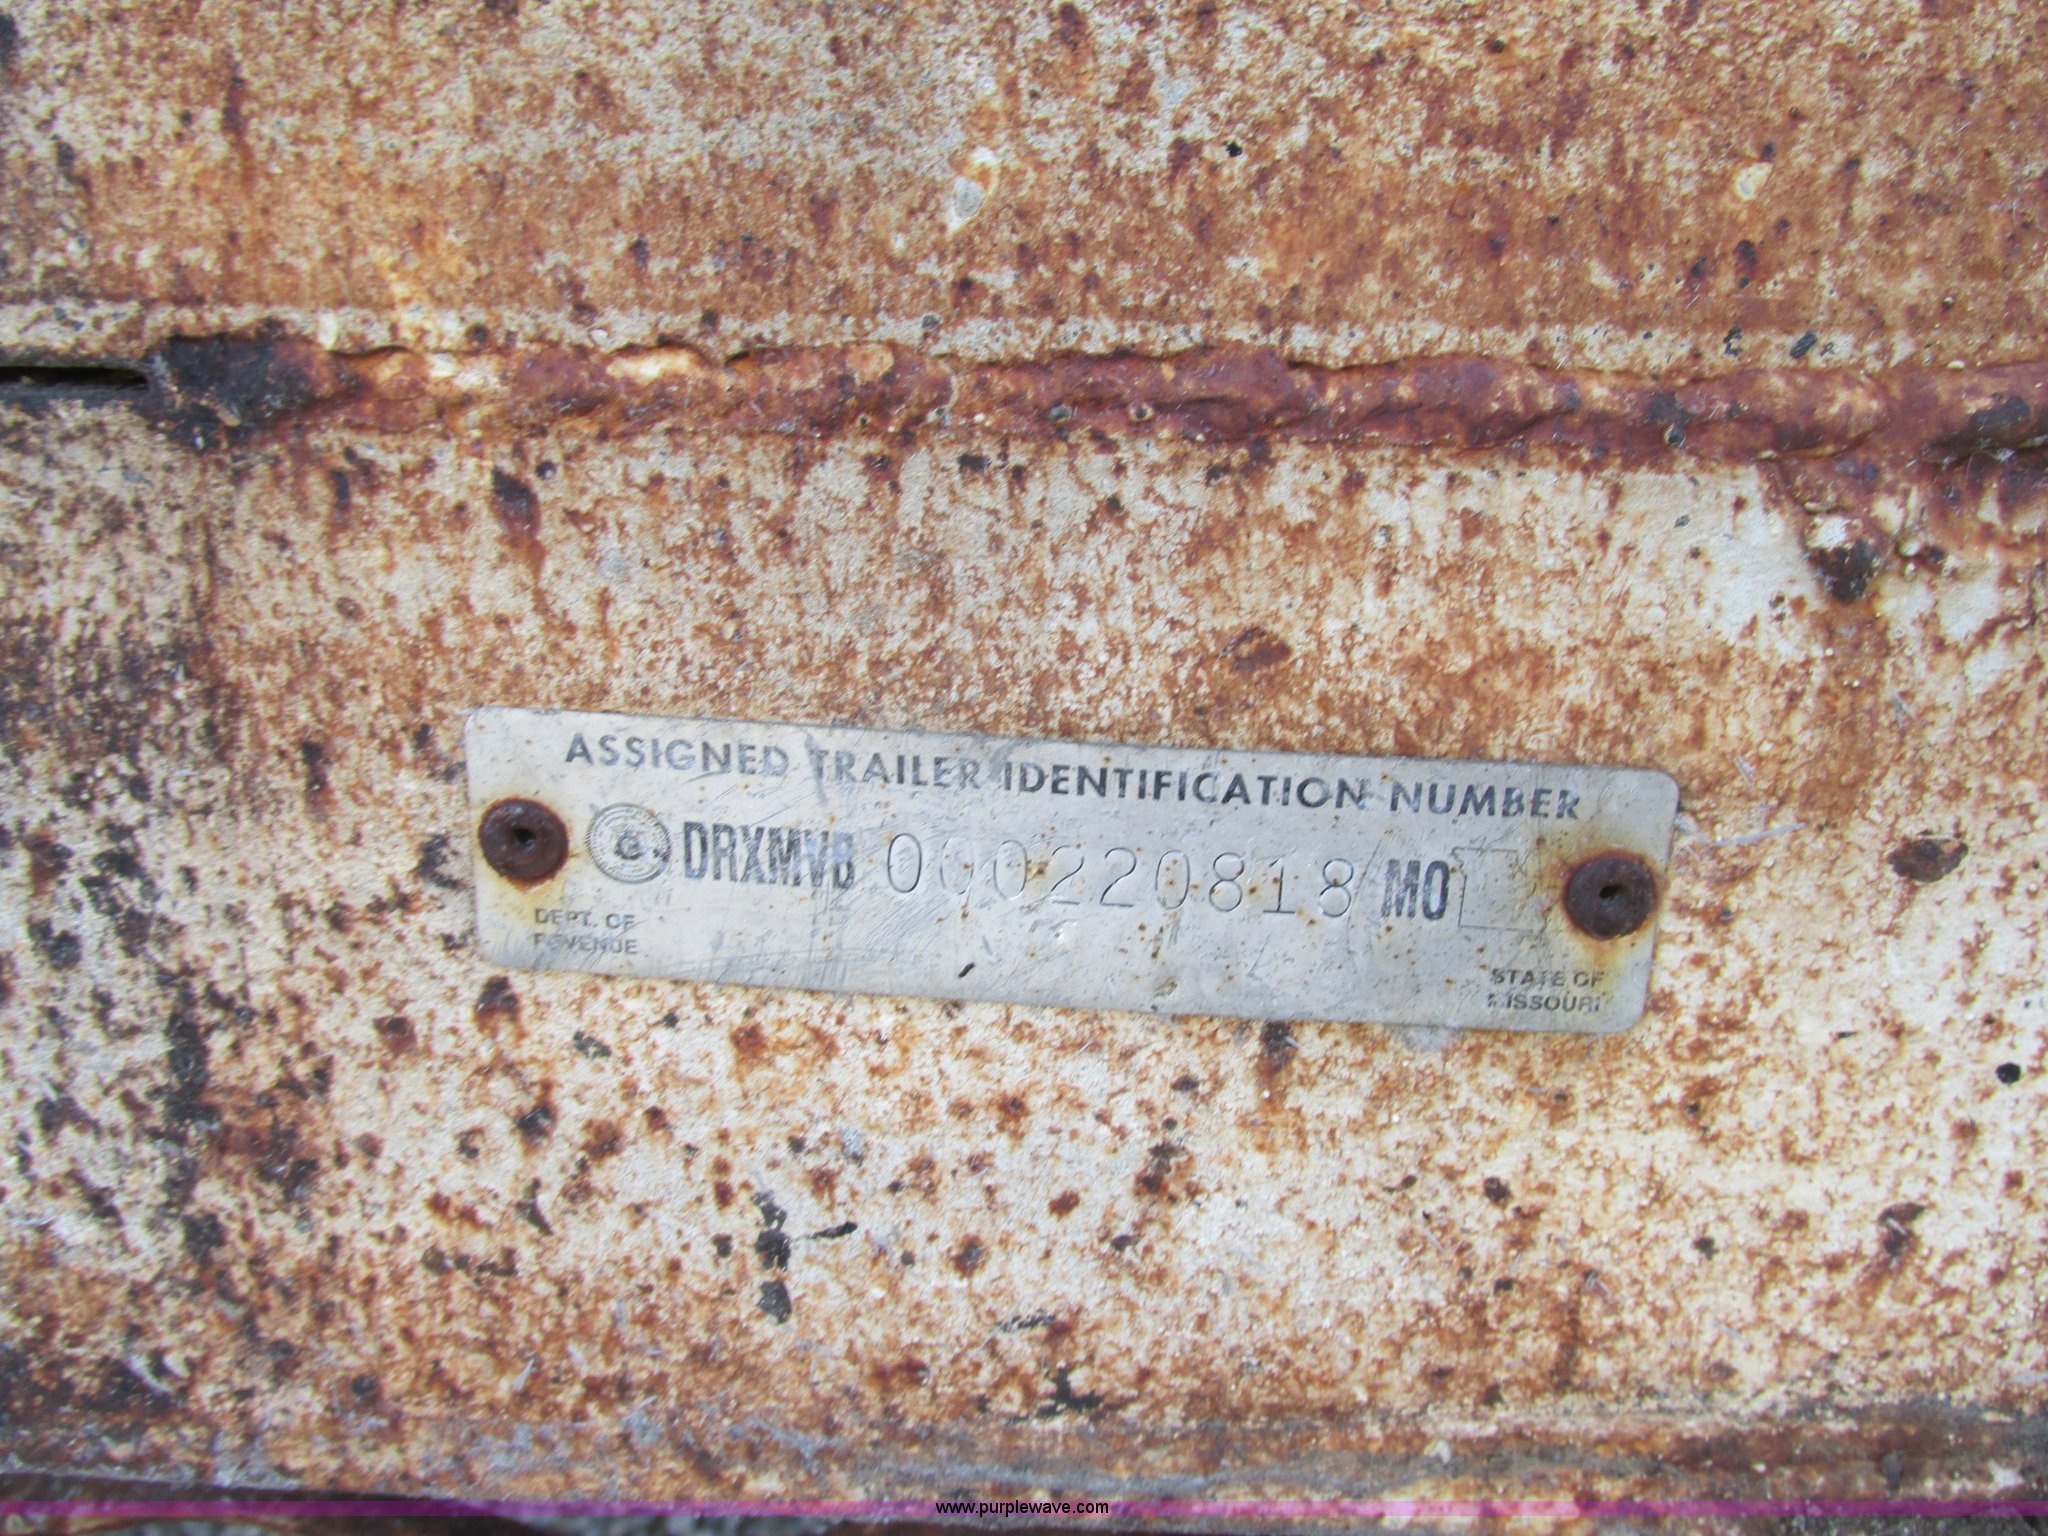 ASSIGNED TRAILER IDENTIFICATION NUMBER
DRXMVB 000220818 MO
DEPT. OF
REVENUE
STATE OF
MISSOURI
www.purplewave.com